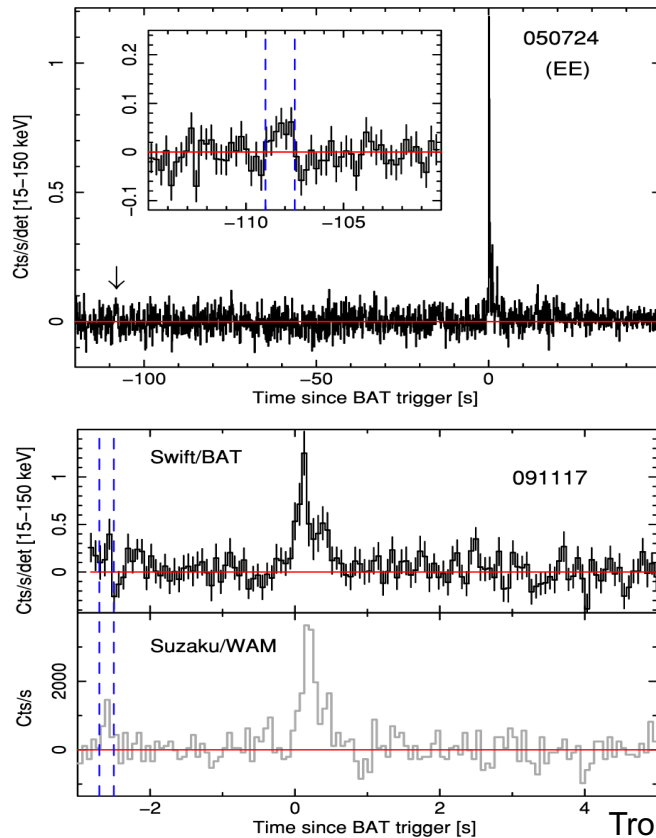 050724
(EE)
Cts/s/det [15–150 keV]
1
0.5
0
0.2
0.1
0
−0.1
−110
−105
−100
−50
0
Time since BAT trigger [s]
Swift/BAT
091117
Cts/s/det [15–150 keV]
1
0.5
0
Suzaku/WAM
Cts/s
2000
0
−2
0
2
4
Time since BAT trigger [s]
Tro